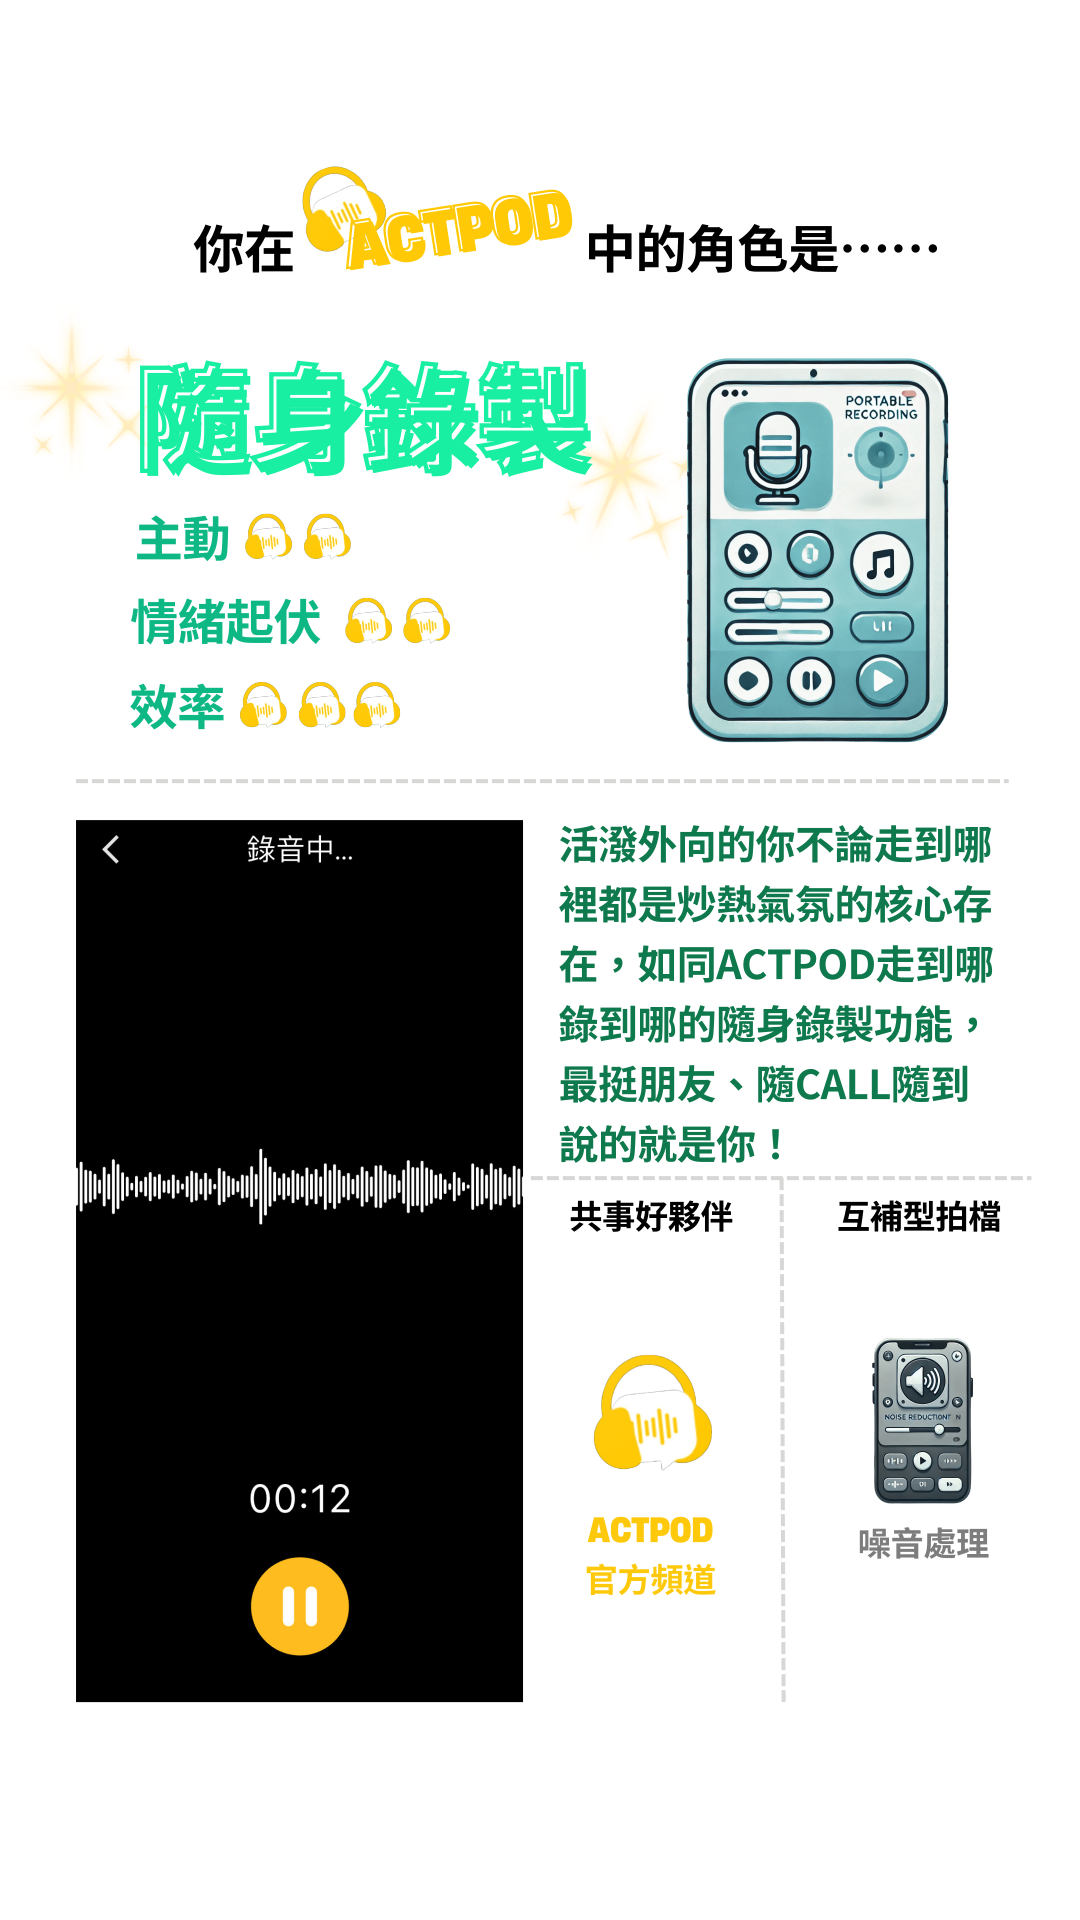 你在 ACTPOD 中的角色是……
隨身錄製
PORTABLE
RECORDING
主動
情緒起伏
效率
錄音中...
00:12
活潑外向的你不論走到哪
裡都是炒熱氣氛的核心存
在，如同ACTPOD走到哪
錄到哪的隨身錄製功能，
最挺朋友、隨CALL隨到
說的就是你！
共事好夥伴
ACTPOD
官方頻道
互補型拍檔
NOISE REDUCTION
噪音處理